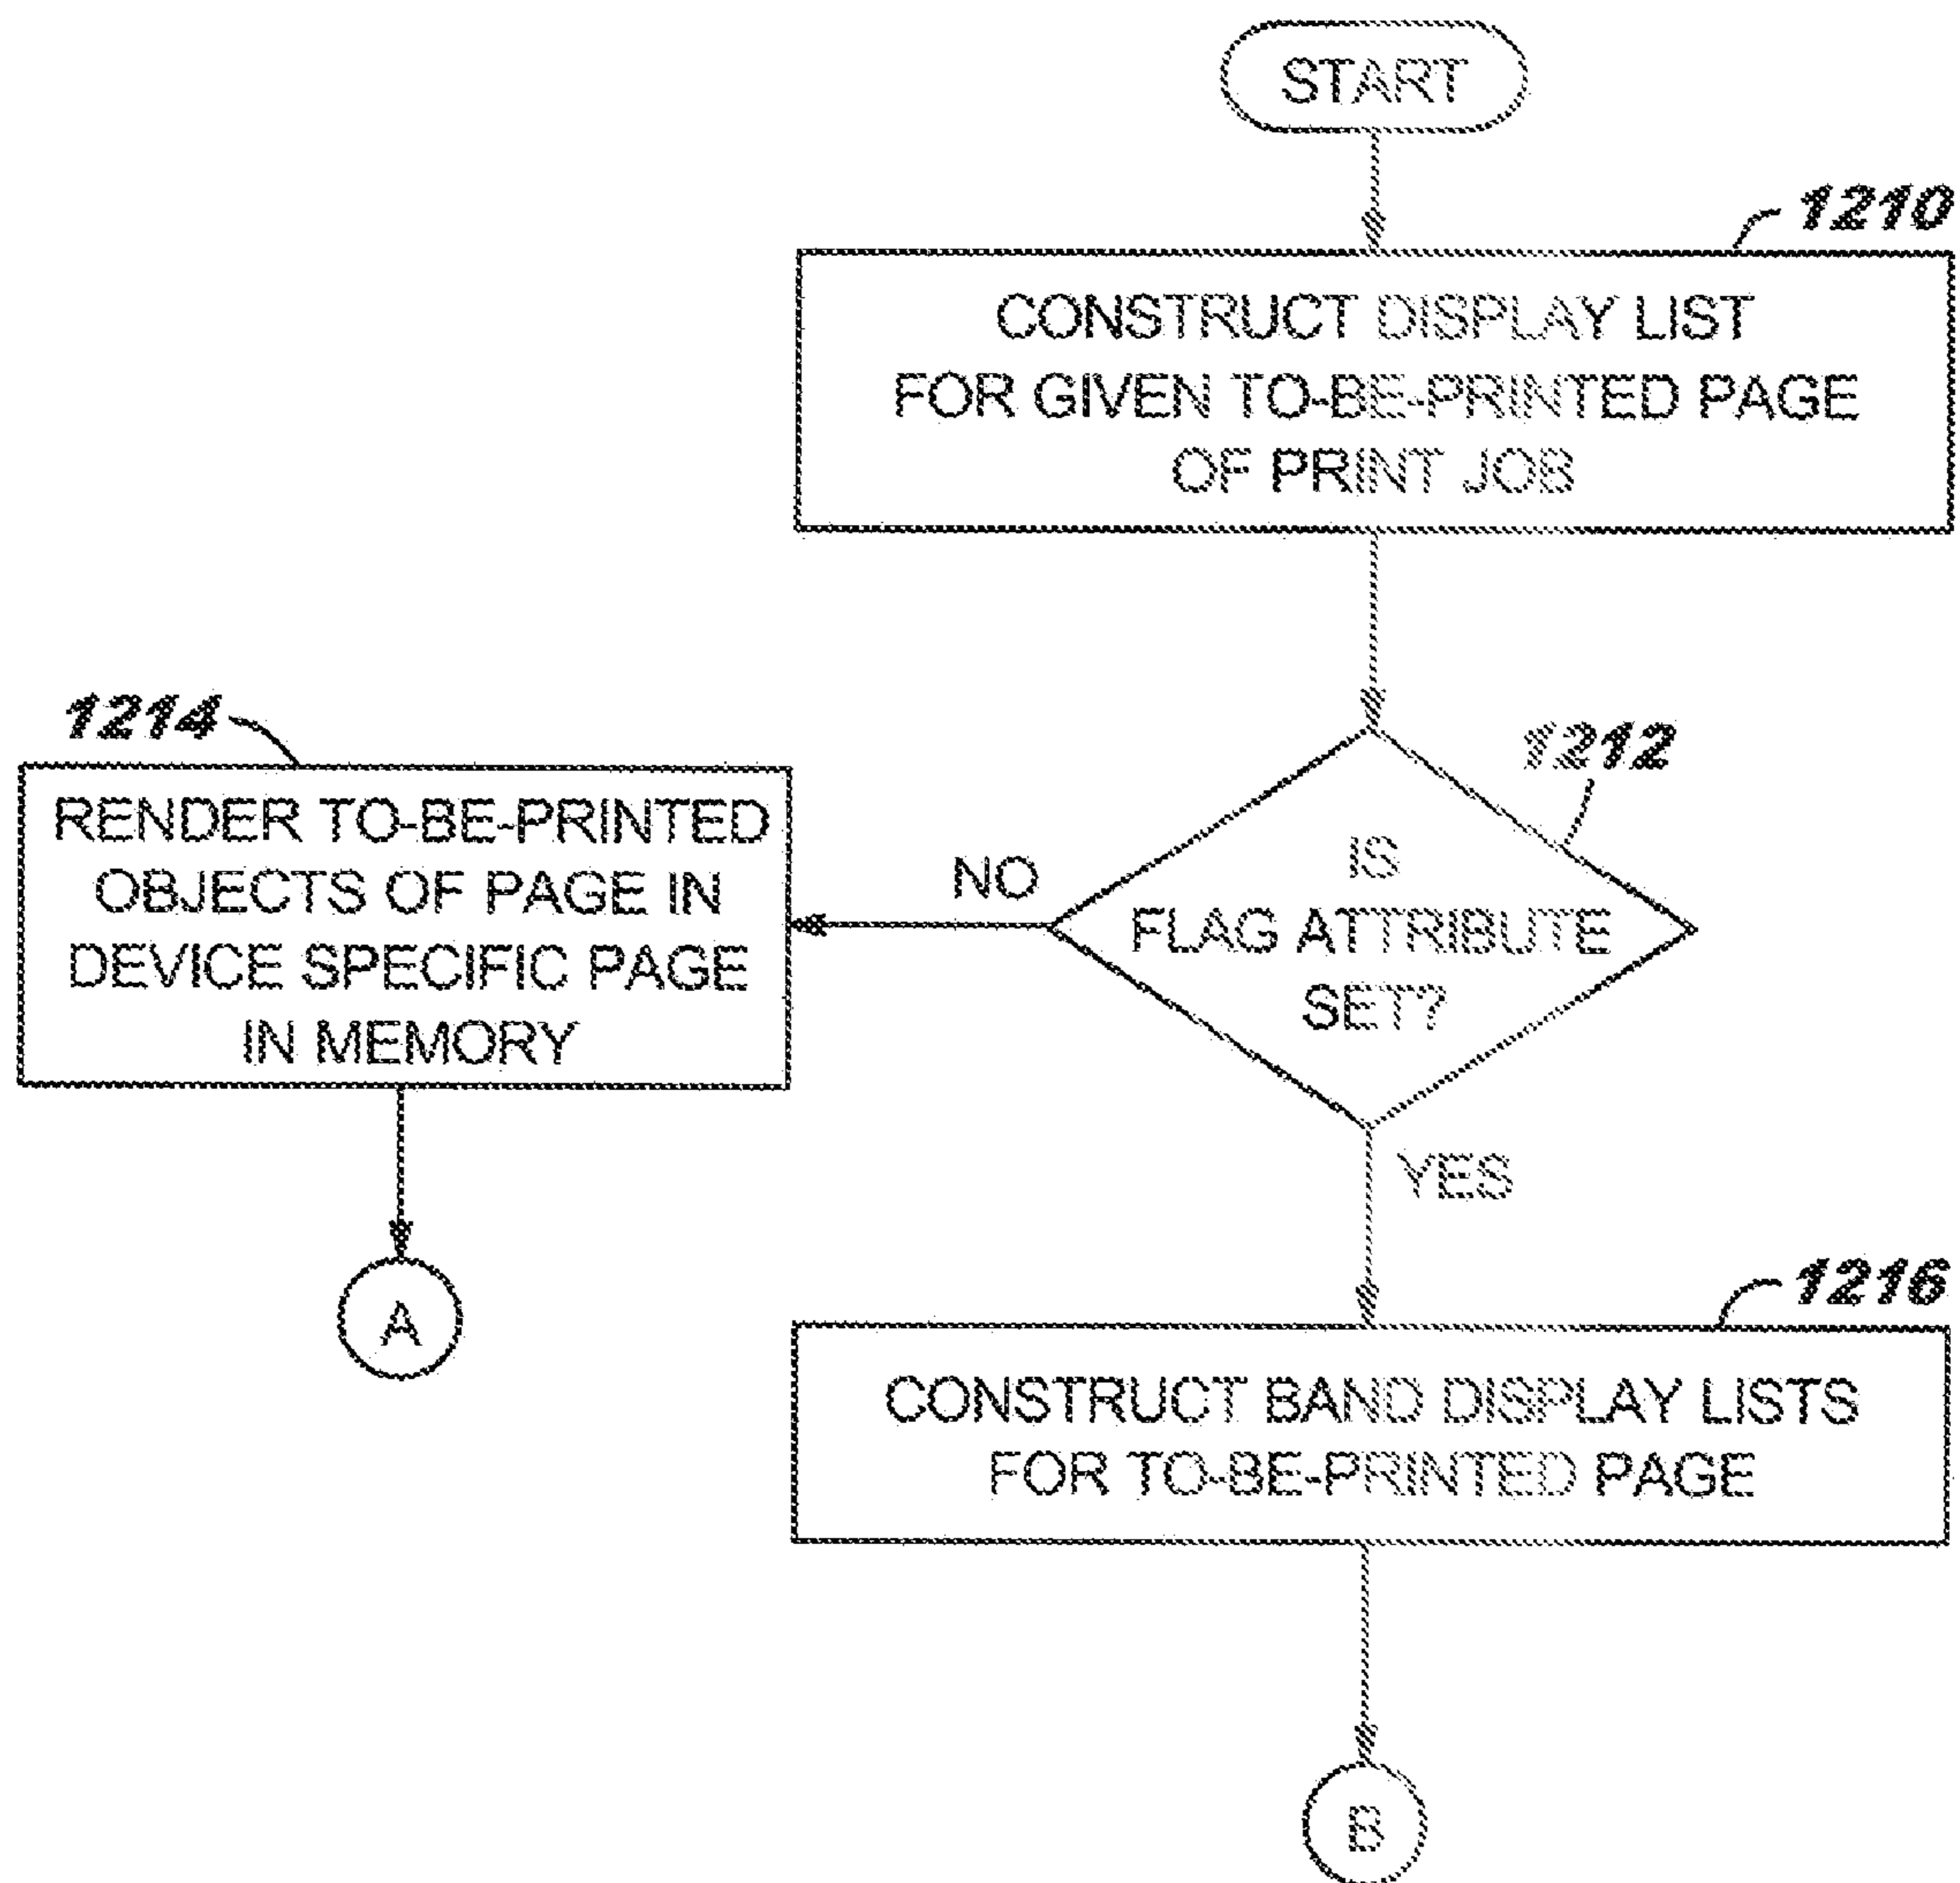 START
1210
CONSTRUCT DISPLAY LIST
FOR GIVEN TO-BE-PRINTED PAGE
OF PRINT JOB
1212
IS
FLAG ATTRIBUTE
SET?
NO
1214
RENDER TO-BE-PRINTED
OBJECTS OF PAGE IN
DEVICE SPECIFIC PAGE
IN MEMORY
A
YES
1216
CONSTRUCT BAND DISPLAY LISTS
FOR TO-BE-PRINTED PAGE
B